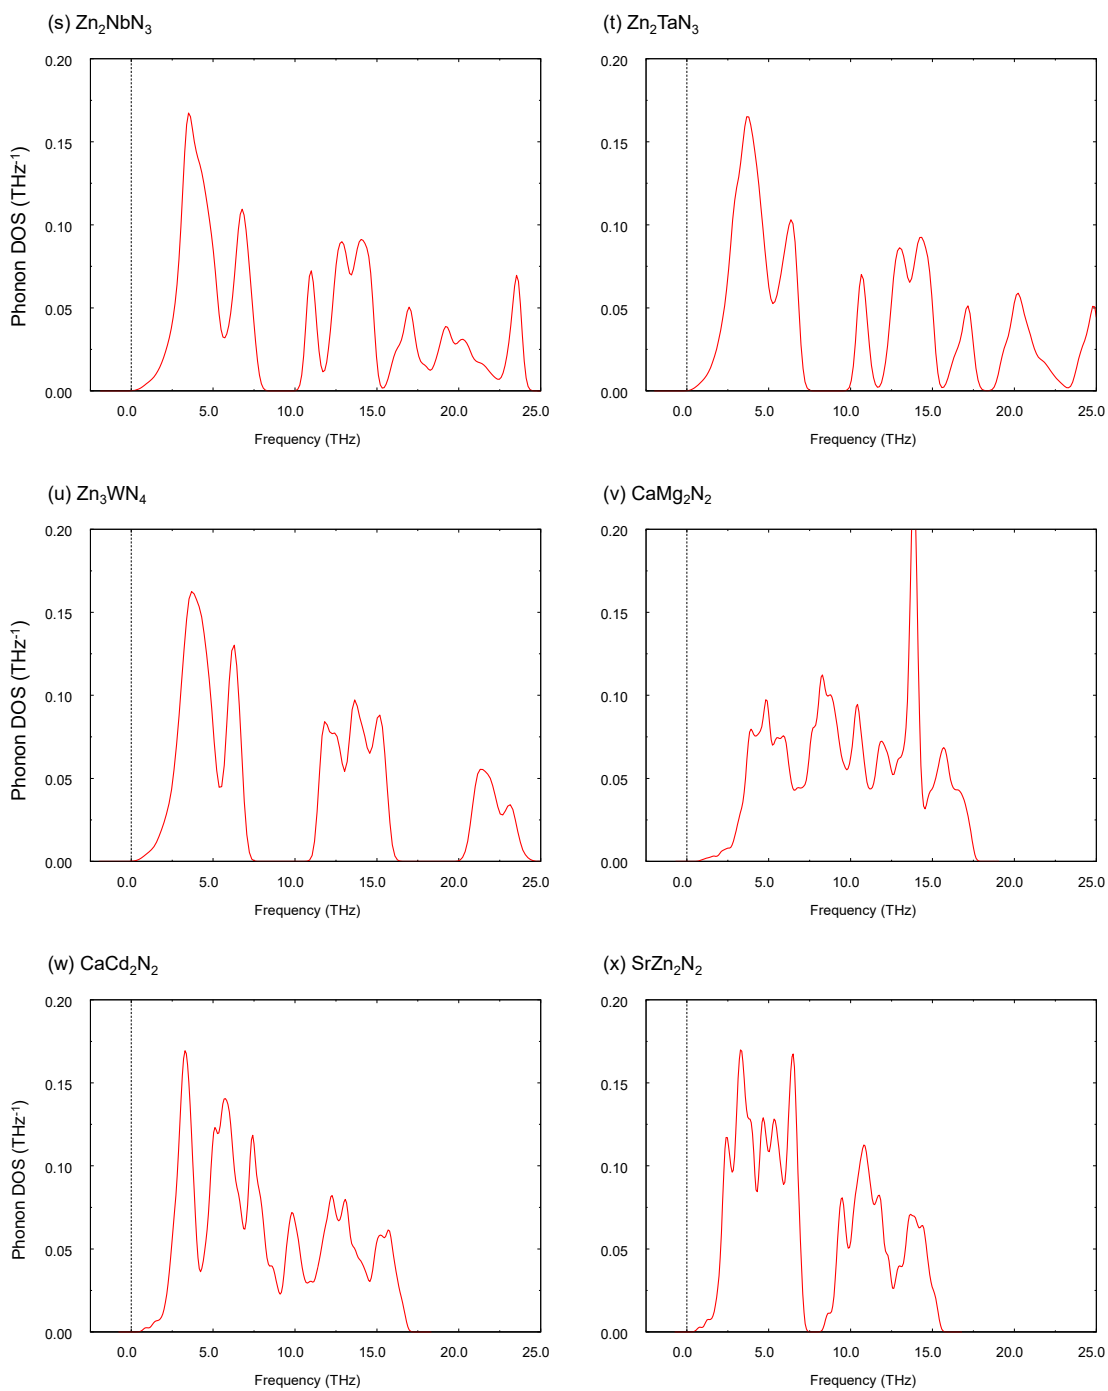 (s) Zn₂NbN₃
(t) Zn₂TaN₃
0.20
0.15
0.10
0.05
0.00
0.0 5.0 10.0 15.0 20.0 25.0
Frequency (THz)
Phonon DOS (THz⁻¹)
0.20
0.15
0.10
0.05
0.00
0.0 5.0 10.0 15.0 20.0 25.0
Frequency (THz)
(u) Zn₃WN₄
(v) CaMg₂N₂
0.20
0.15
0.10
0.05
0.00
0.0 5.0 10.0 15.0 20.0 25.0
Frequency (THz)
Phonon DOS (THz⁻¹)
0.20
0.15
0.10
0.05
0.00
0.0 5.0 10.0 15.0 20.0 25.0
Frequency (THz)
(w) CaCd₂N₂
(x) SrZn₂N₂
0.20
0.15
0.10
0.05
0.00
0.0 5.0 10.0 15.0 20.0 25.0
Frequency (THz)
Phonon DOS (THz⁻¹)
0.20
0.15
0.10
0.05
0.00
0.0 5.0 10.0 15.0 20.0 25.0
Frequency (THz)